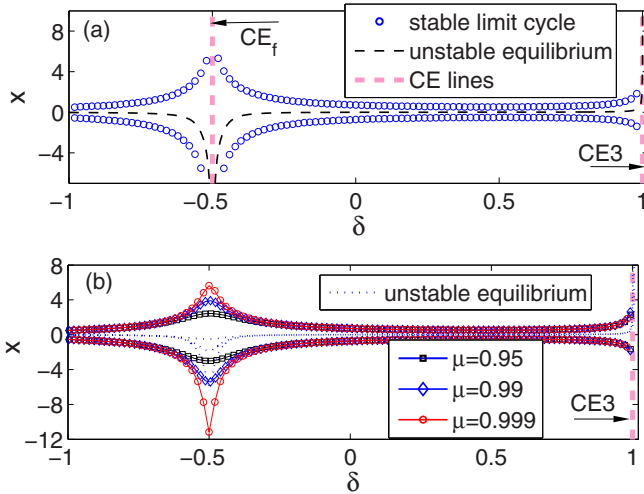 (a)
CE_f
stable limit cycle
unstable equilibrium
CE lines
CE3
x
8
4
0
−4
−1 −0.5 0 0.5 1
δ
(b)
unstable equilibrium
μ=0.95
μ=0.99
μ=0.999
CE3
x
8
4
0
−4
−8
−12
−1 −0.5 0 0.5 1
δ